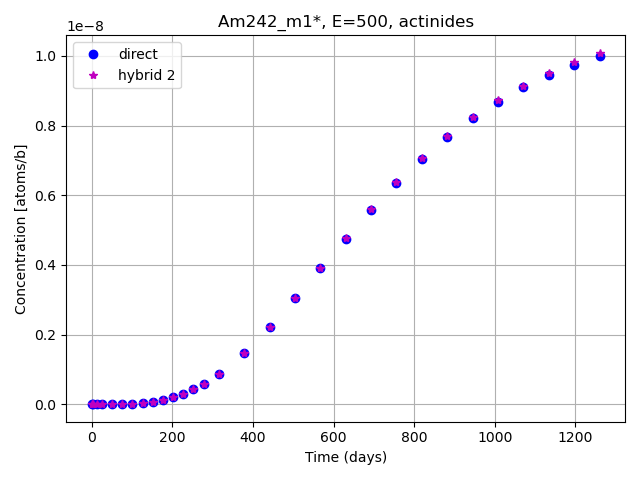 Am242_m1*, E=500, actinides
1e−8
direct
hybrid 2
1.0
0.8
0.6
0.4
0.2
0.0
Concentration [atoms/b]
0 200 400 600 800 1000 1200
Time (days)